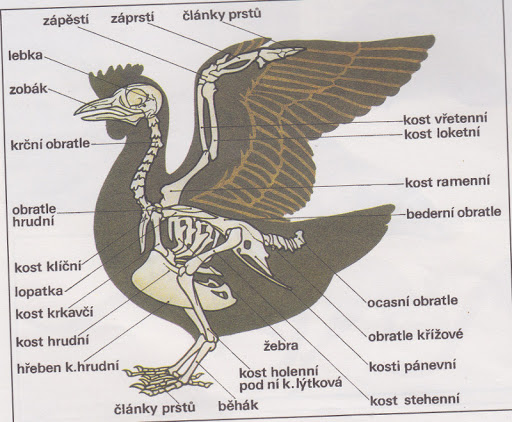 zápěstí
záprstí
články prstů
lebka
zobák
krční obratle
obratle
hrudní
kost klíční
lopatka
kost krkavčí
kost hrudní
hřeben k.hrudní
články prstů
běhák
kost holenní
pod ní k.lýtková
žebra
kost vřetenní
kost loketní
kost ramenní
bederní obratle
ocasní obratle
obratle křížové
kosti pánevní
kost stehenní